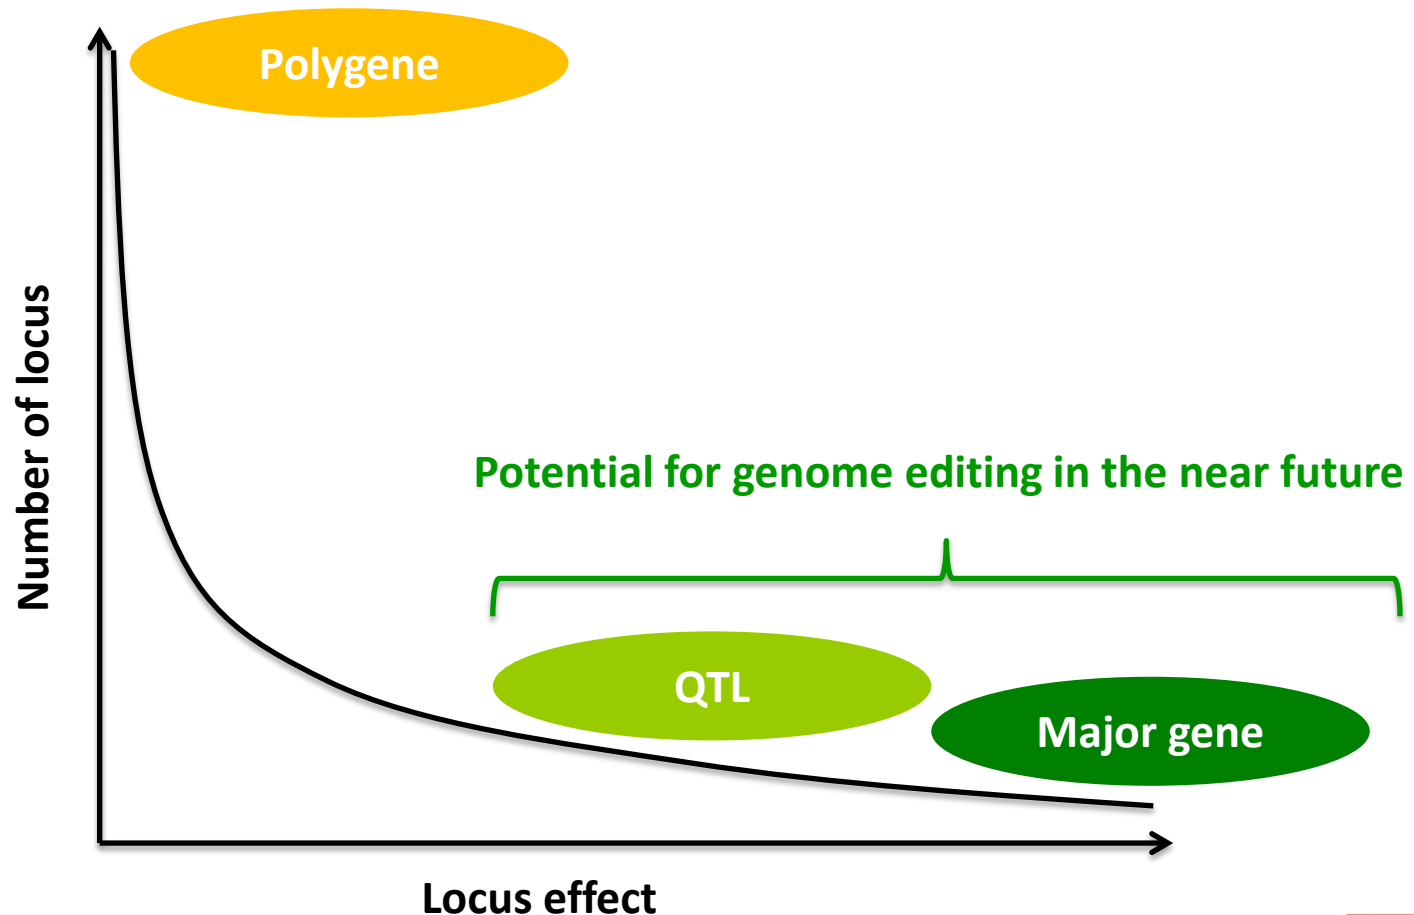 Polygene
Number of locus
Potential for genome editing in the near future
QTL
Major gene
Locus effect